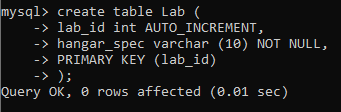 mysql> create table Lab (
    -> lab_id int AUTO_INCREMENT,
    -> hangar_spec varchar (10) NOT NULL,
    -> PRIMARY KEY (lab_id)
    -> );
Query OK, 0 rows affected (0.01 sec)